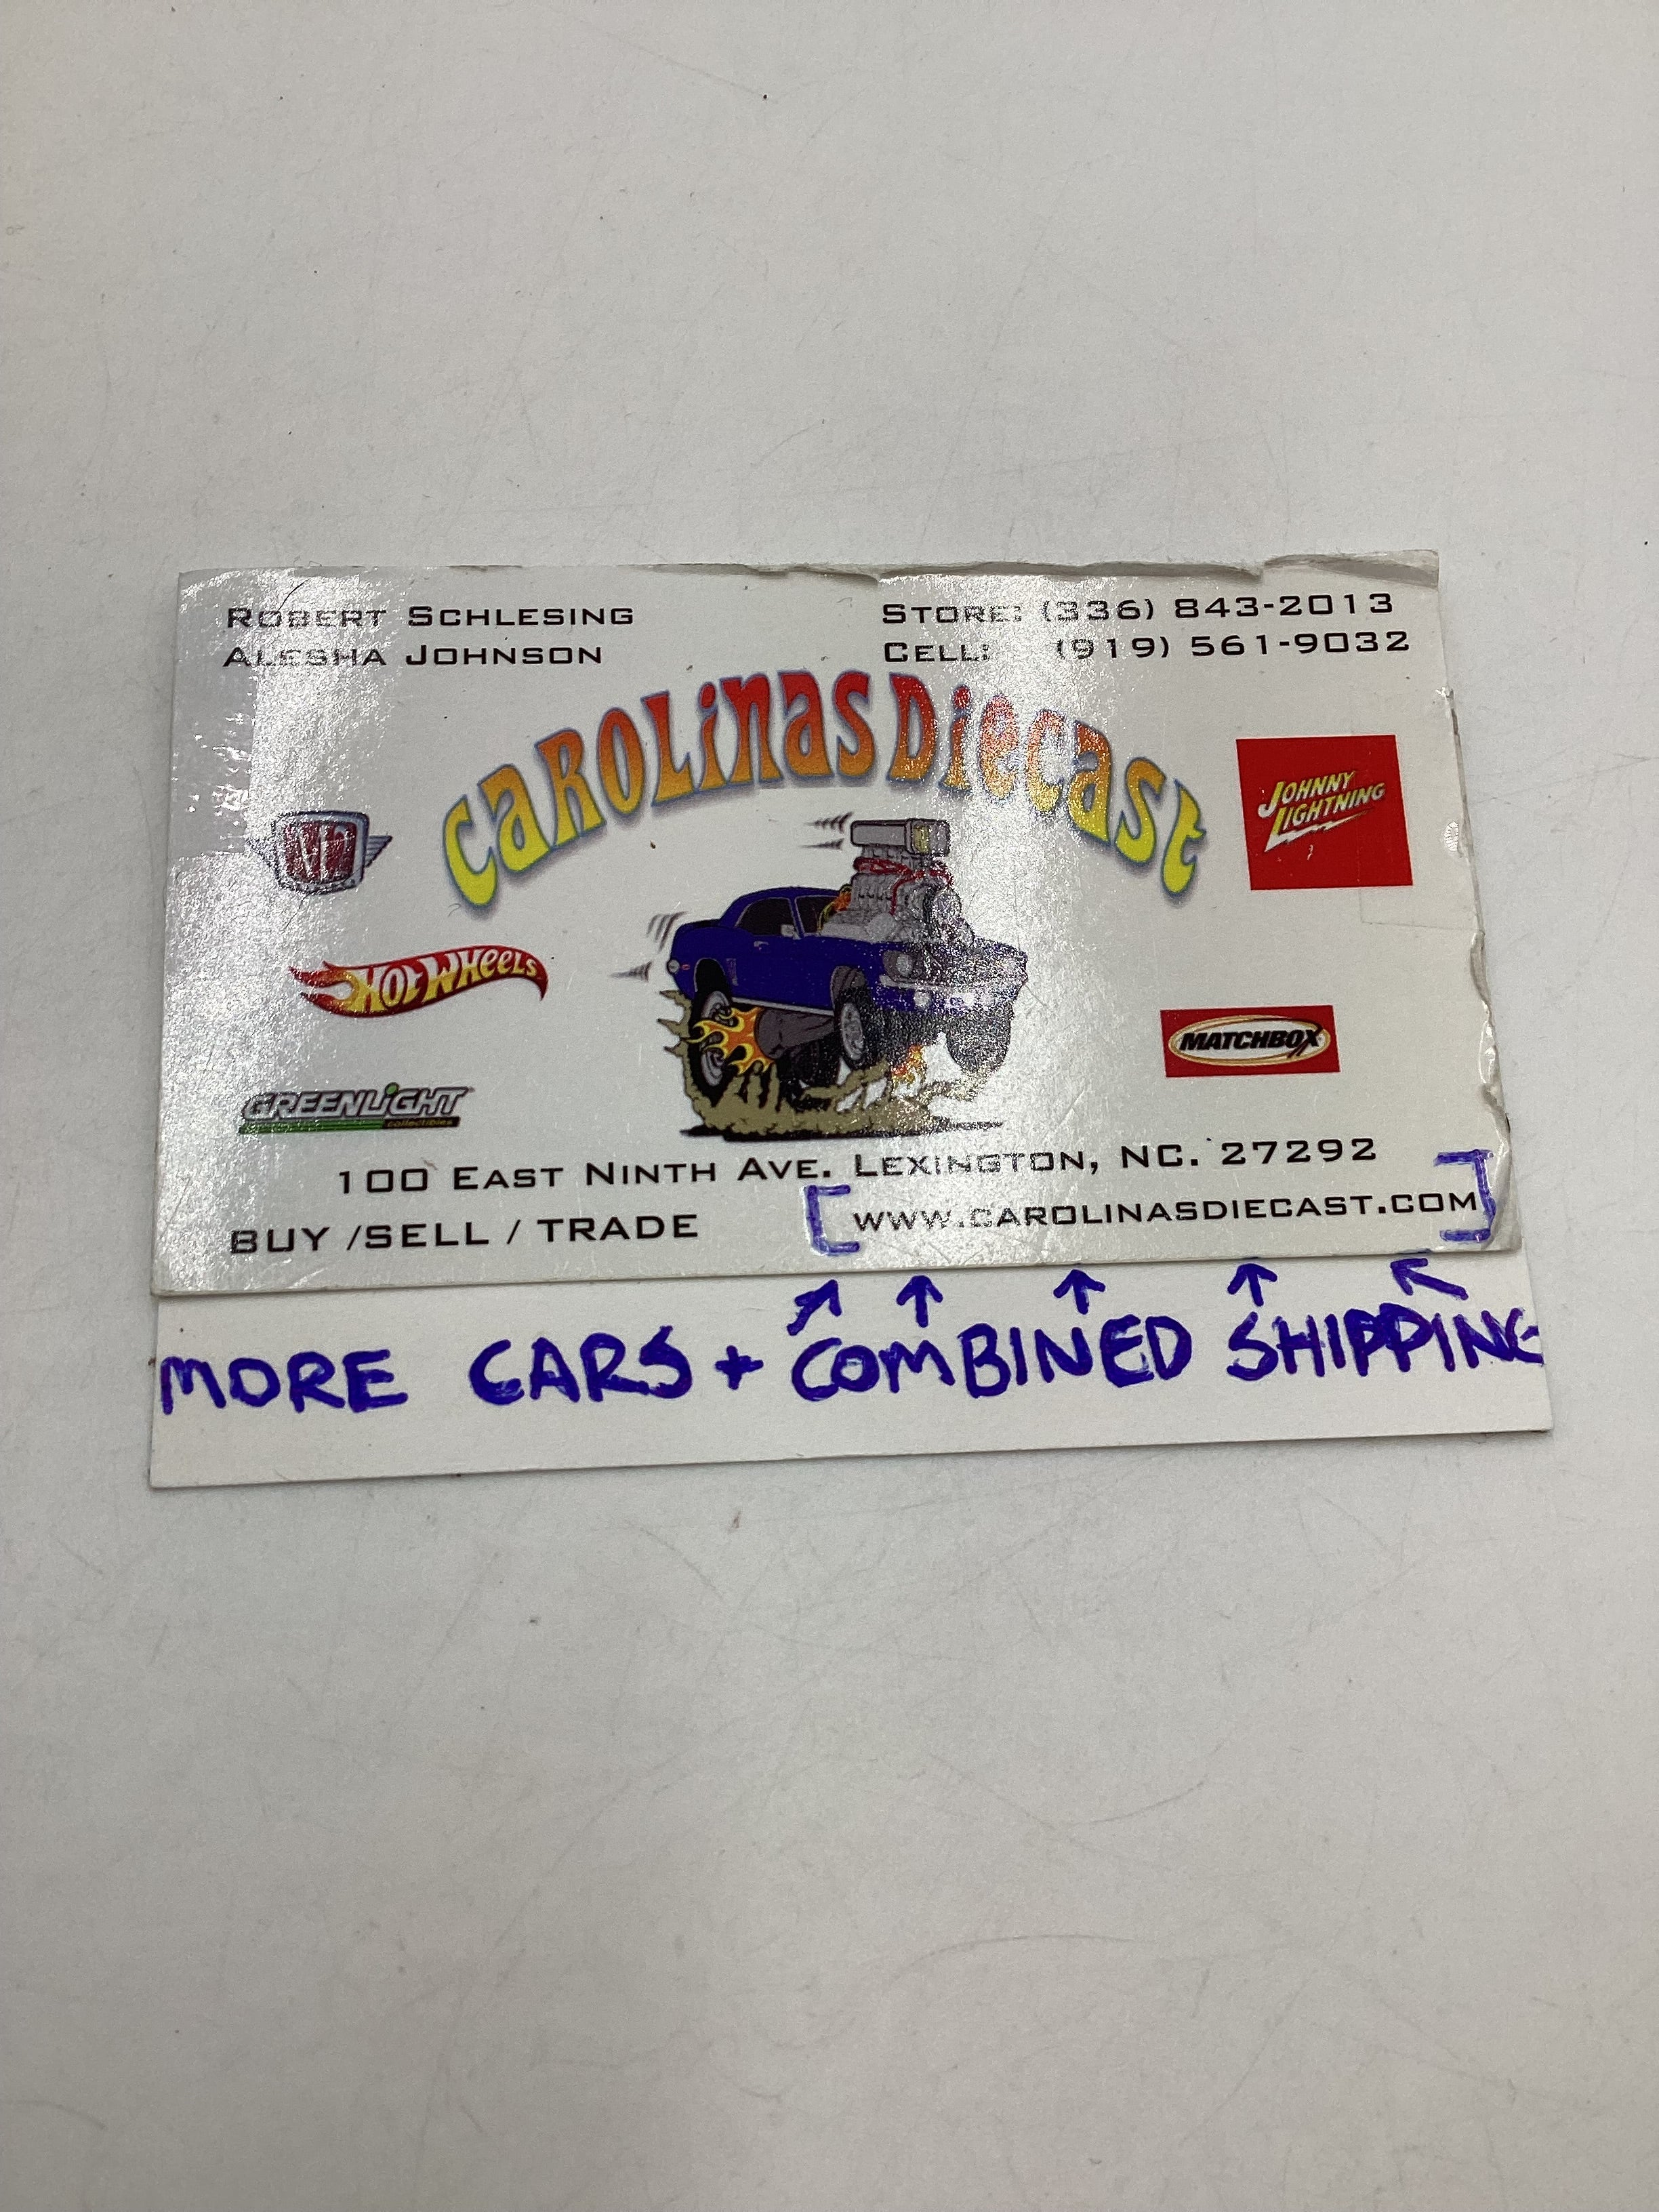 ROBERT SCHLESING
ALESHA JOHNSON
STORE: (336) 843-2013
CELL: (919) 561-9032
CAROLINAS DIECAST
JOHNNY LIGHTNING
HOT WHEELS
MATCHBOX
GREENLIGHT
collectibles
100 EAST NINTH AVE. LEXINGTON, NC. 27292
BUY /SELL / TRADE
[WWW.CAROLINASDIECAST.COM]
MORE CARS + COMBINED SHIPPING